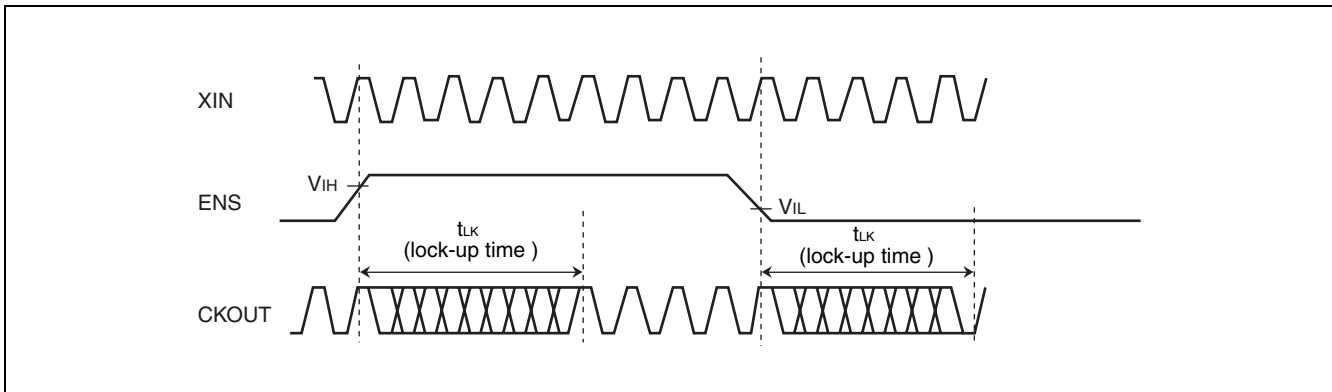 XIN
ENS
VIH
VIL
tLK
(lock-up time )
tLK
(lock-up time )
CKOUT